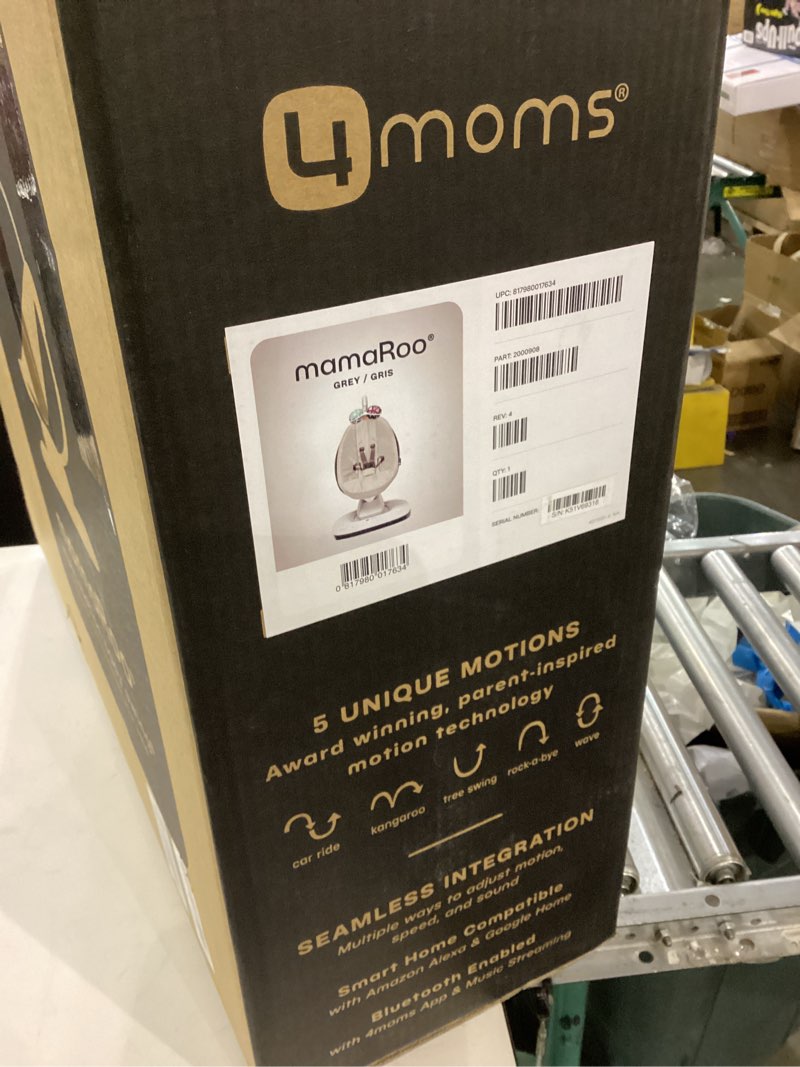 4moms®
mamaRoo®
GREY / GRIS
0 817980 017634
UPC: 817980017634
PART: 2000908
REV: 4
QTY: 1
SERIAL NUMBER:
S/N: K51V69316
5 UNIQUE MOTIONS
Award winning, parent-inspired
motion technology
car ride
kangaroo
tree swing
rock-a-bye
wave
SEAMLESS INTEGRATION
Multiple ways to adjust motion,
speed, and sound
Smart Home Compatible
with Amazon Alexa & Google Home
Bluetooth Enabled
with 4moms App & Music Streaming
Pull-Ups